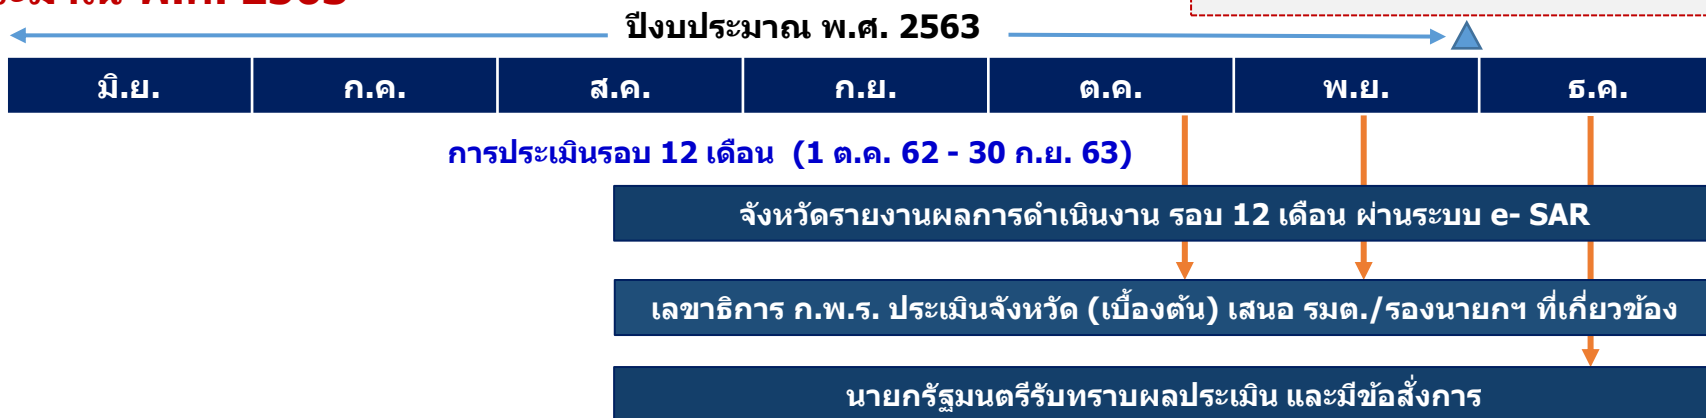 ปีงบประมาณ พ.ศ. 2563
มิ.ย. ก.ค. ส.ค. ก.ย. ต.ค. พ.ย. ธ.ค.
การประเมินรอบ 12 เดือน (1 ต.ค. 62 - 30 ก.ย. 63)
จังหวัดรายงานผลการดำเนินงาน รอบ 12 เดือน ผ่านระบบ e- SAR
เลขาธิการ ก.พ.ร. ประเมินจังหวัด (เบื้องต้น) เสนอ รมต./รองนายกฯ ที่เกี่ยวข้อง
นายกรัฐมนตรีรับทราบผลประเมิน และมีข้อสั่งการ